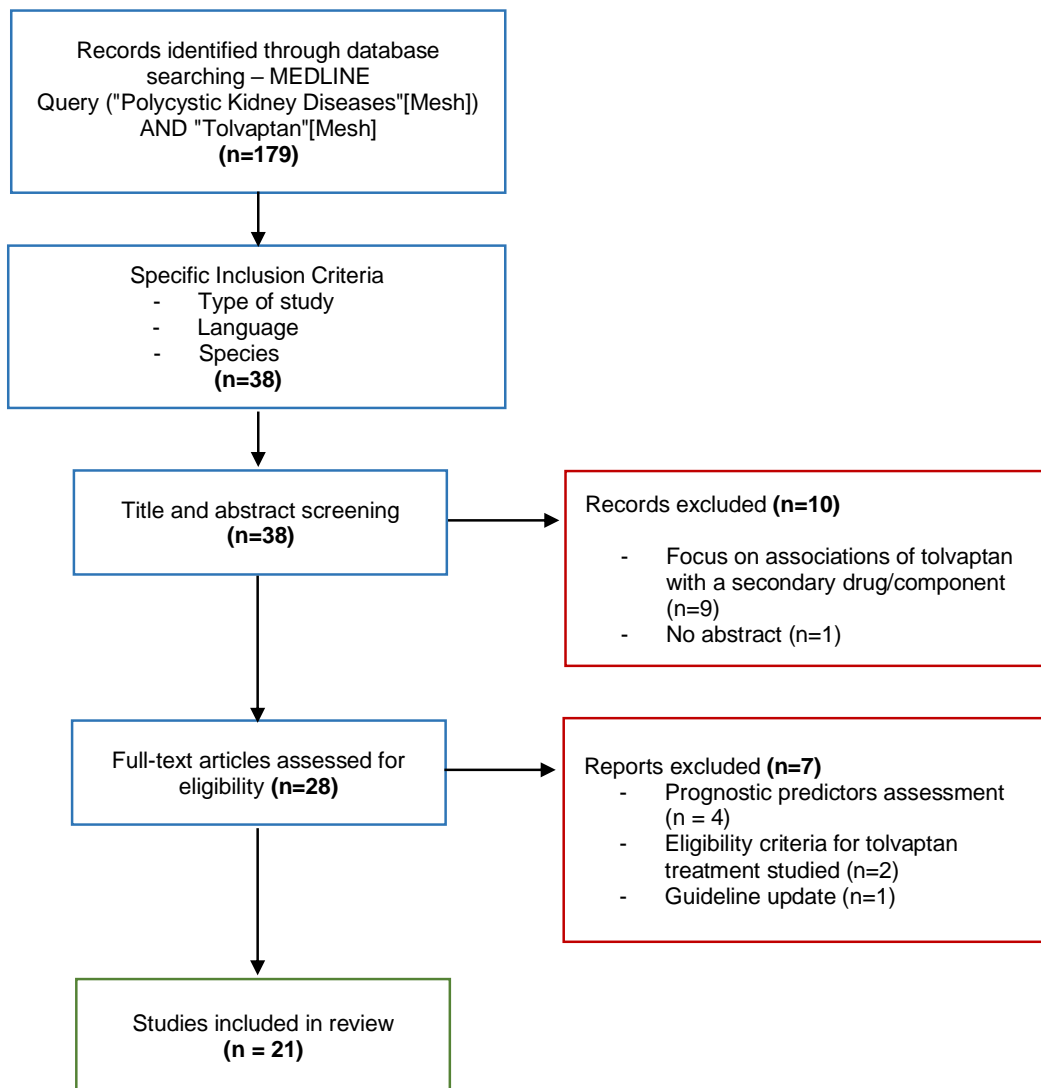 Records identified through database
searching – MEDLINE
Query ("Polycystic Kidney Diseases"[Mesh])
AND "Tolvaptan"[Mesh]
(n=179)
Specific Inclusion Criteria
- Type of study
- Language
- Species
(n=38)
Title and abstract screening
(n=38)
Records excluded (n=10)
- Focus on associations of tolvaptan
with a secondary drug/component
(n=9)
- No abstract (n=1)
Full-text articles assessed for
eligibility (n=28)
Reports excluded (n=7)
- Prognostic predictors assessment
(n = 4)
- Eligibility criteria for tolvaptan
treatment studied (n=2)
- Guideline update (n=1)
Studies included in review
(n = 21)